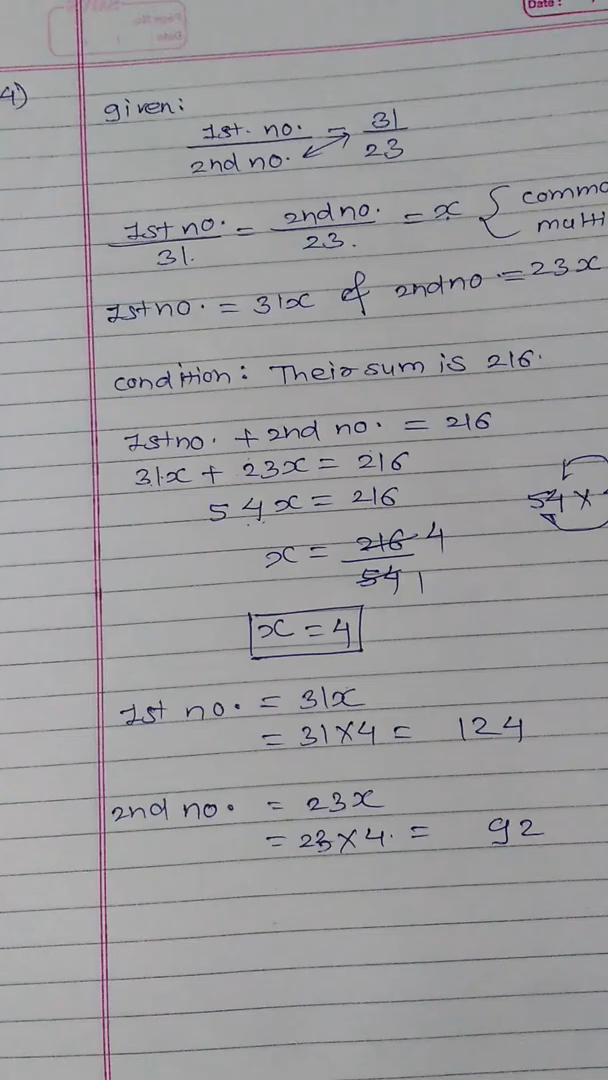 Date :
4)
given:
1st. no. / 2nd no. = 31 / 23
1st no. / 31. = 2nd no. / 23. = x { commo
multi
1st no. = 31x & 2nd no = 23x
condition: Their sum is 216.
1st no. + 2nd no. = 216
31x + 23x = 216
54x = 216
54 x
x = 216 4 / 54 1
x = 4
1st no. = 31x
= 31 x 4 = 124
2nd no. = 23x
= 23 x 4. = 92